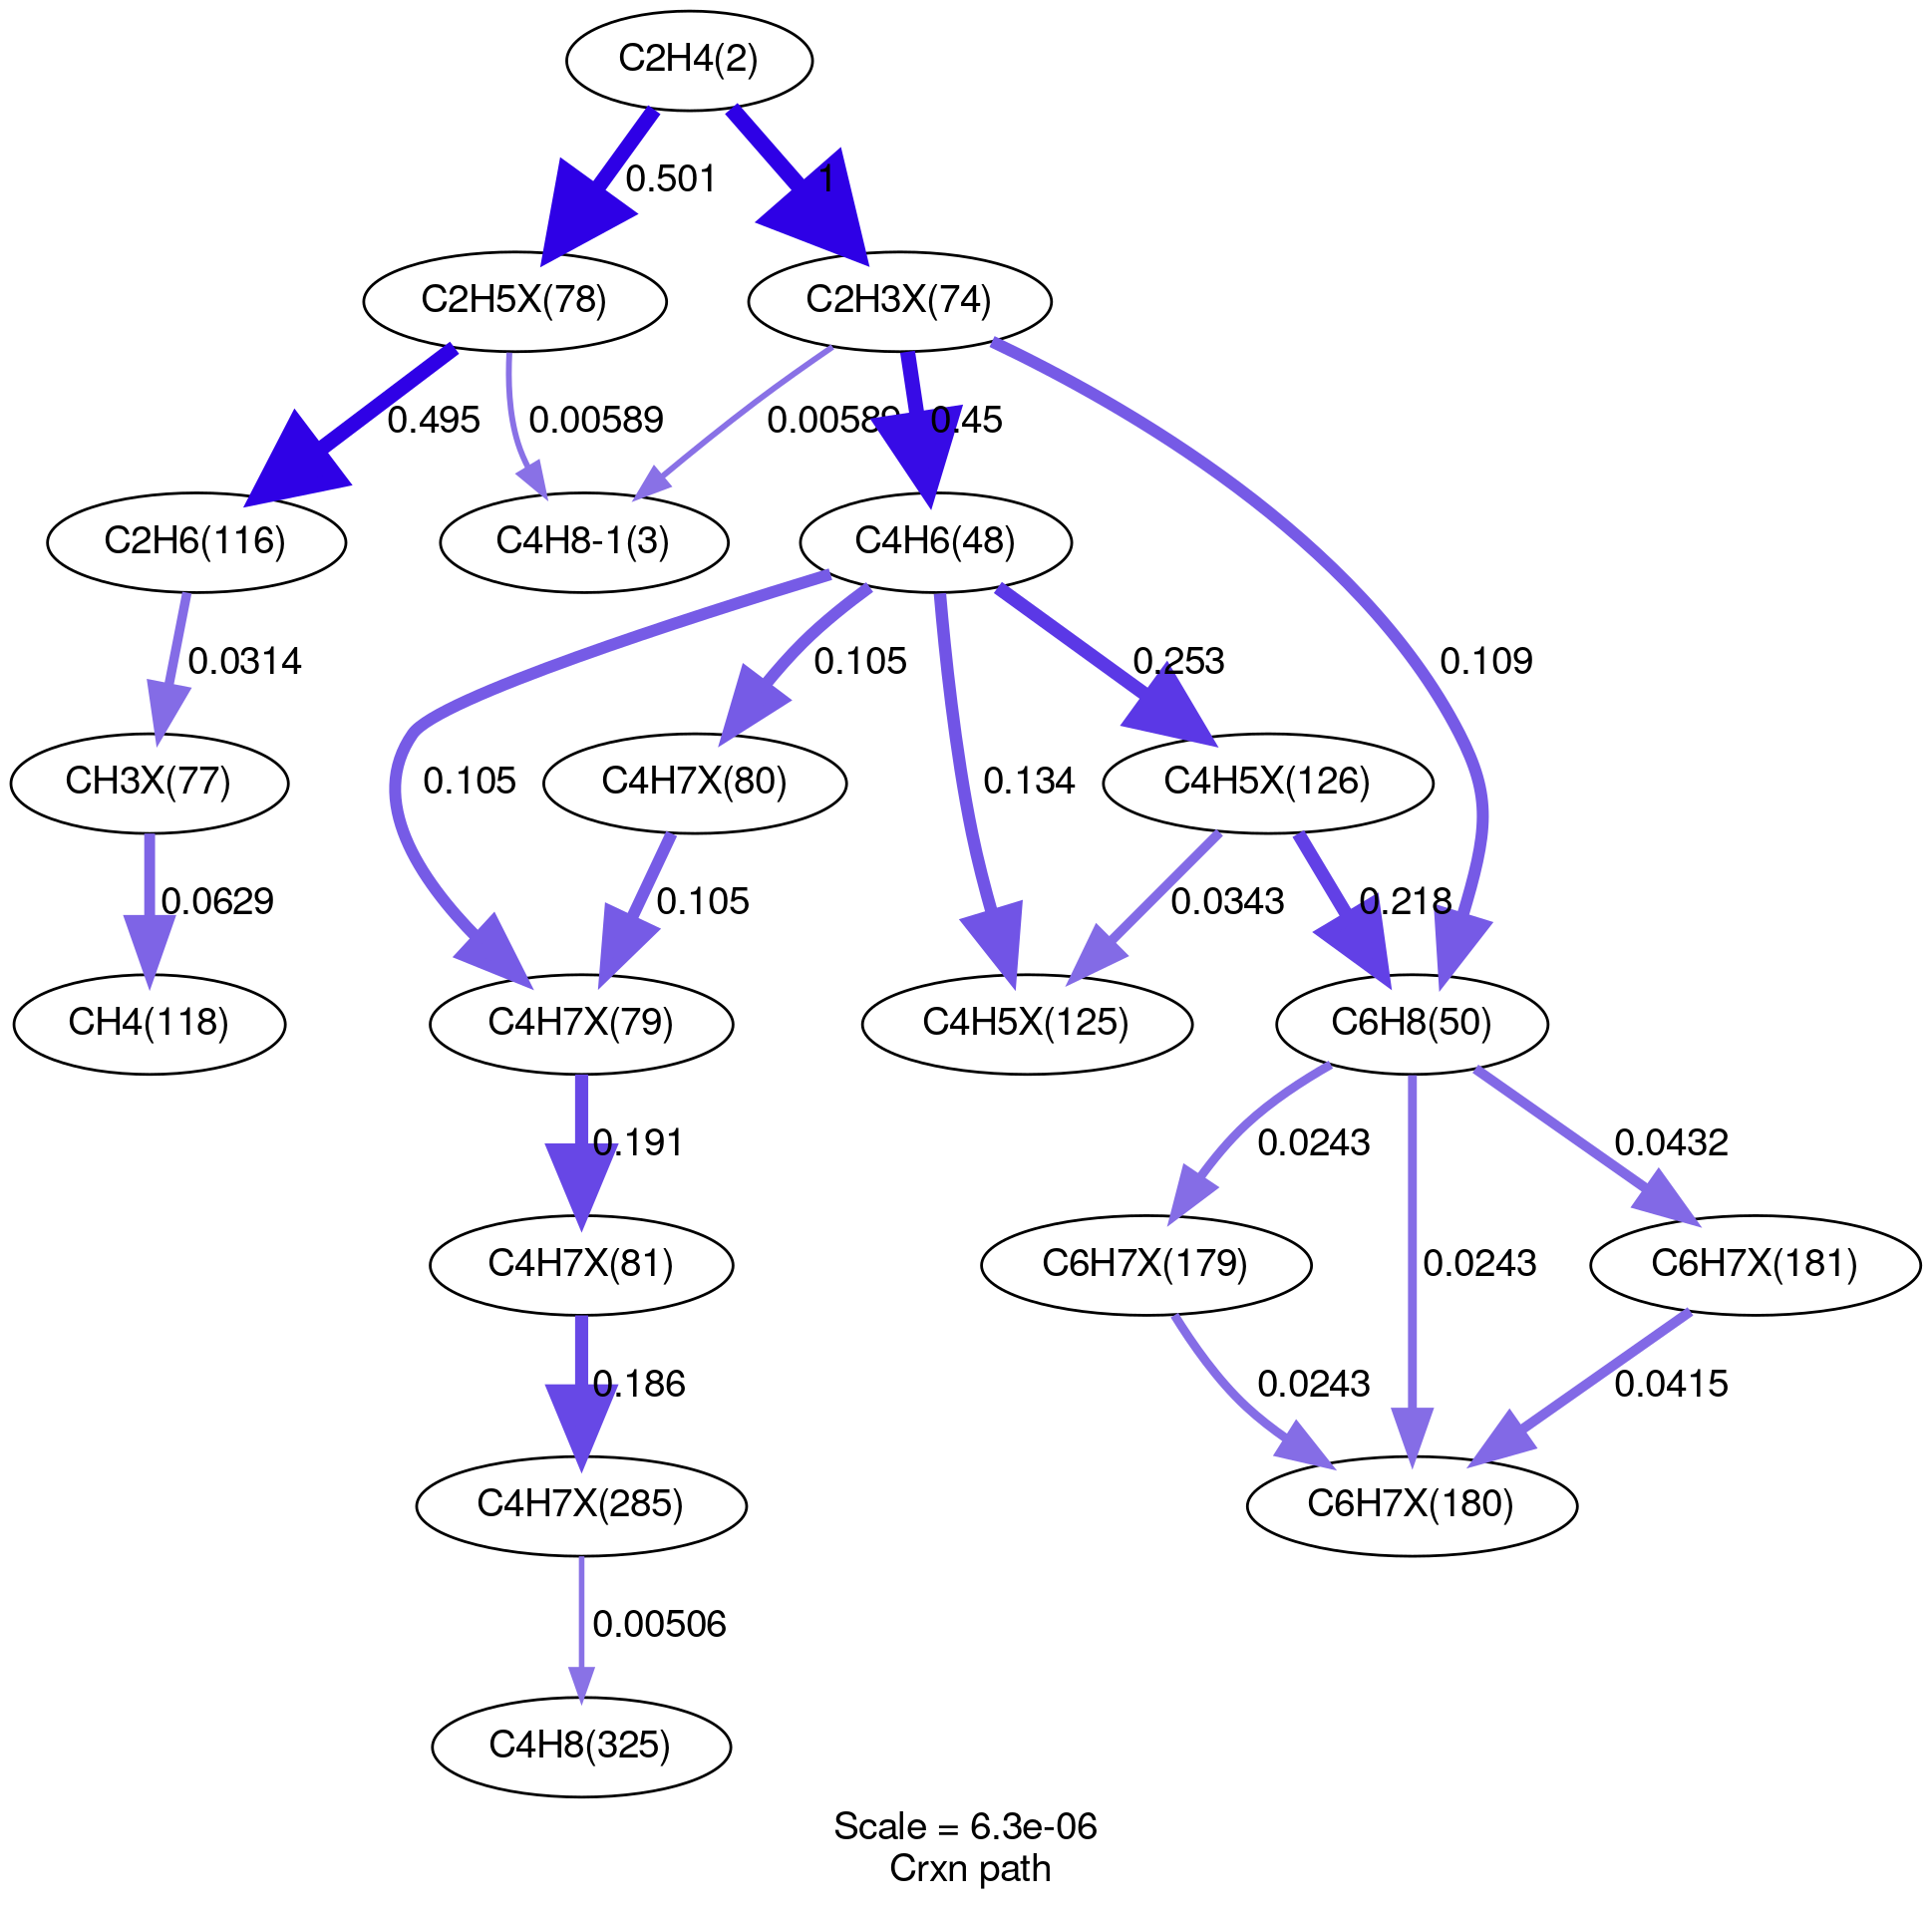 C2H4(2)
0.501
1
C2H5X(78)
C2H3X(74)
0.495
0.00589
0.00589
0.45
C2H6(116)
C4H8-1(3)
C4H6(48)
0.0314
0.105
0.253
0.109
CH3X(77)
0.105
C4H7X(80)
0.134
C4H5X(126)
0.0629
0.105
0.0343
0.218
CH4(118)
C4H7X(79)
C4H5X(125)
C6H8(50)
0.191
0.0243
0.0432
C4H7X(81)
C6H7X(179)
0.0243
C6H7X(181)
0.186
0.0243
0.0415
C4H7X(285)
C6H7X(180)
0.00506
C4H8(325)
Scale = 6.3e-06
Crxn path